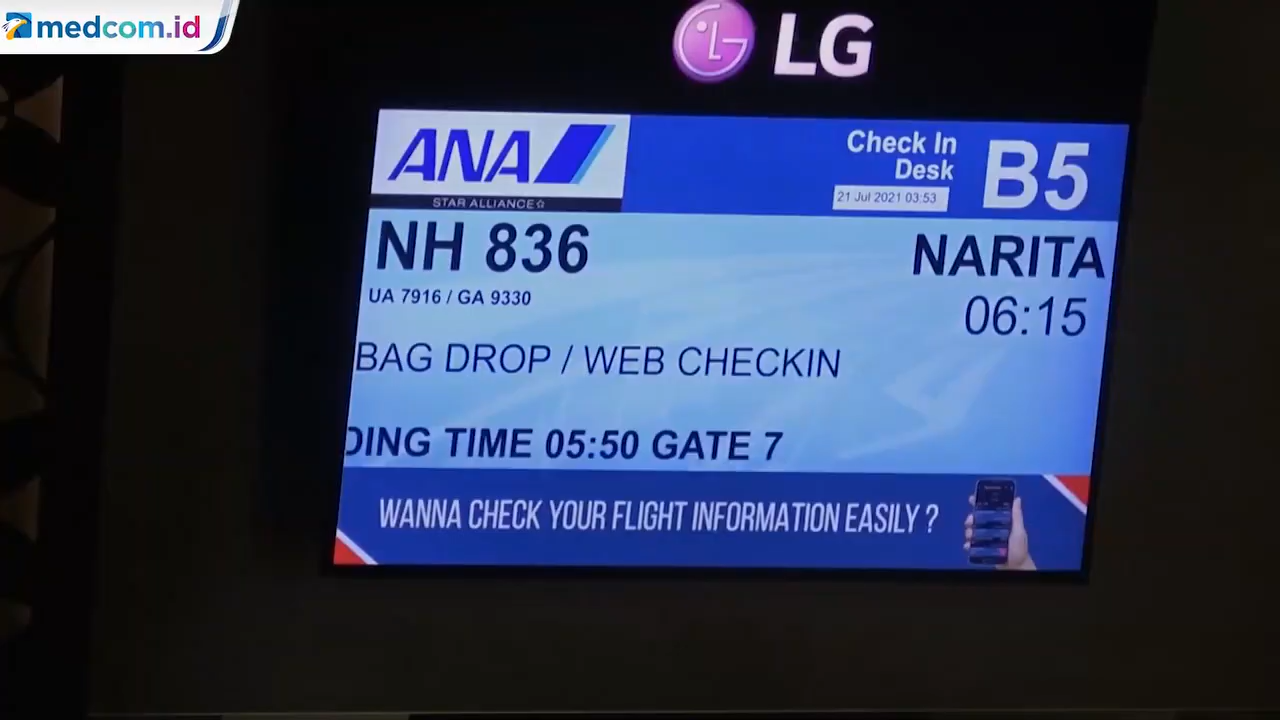 medcom.id
LG
ANA
STAR ALLIANCE
Check In
Desk
B5
21 Jul 2021 03:53
NH 836
NARITA
UA 7916 / GA 9330
06:15
BAG DROP / WEB CHECKIN
DING TIME 05:50 GATE 7
WANNA CHECK YOUR FLIGHT INFORMATION EASILY ?